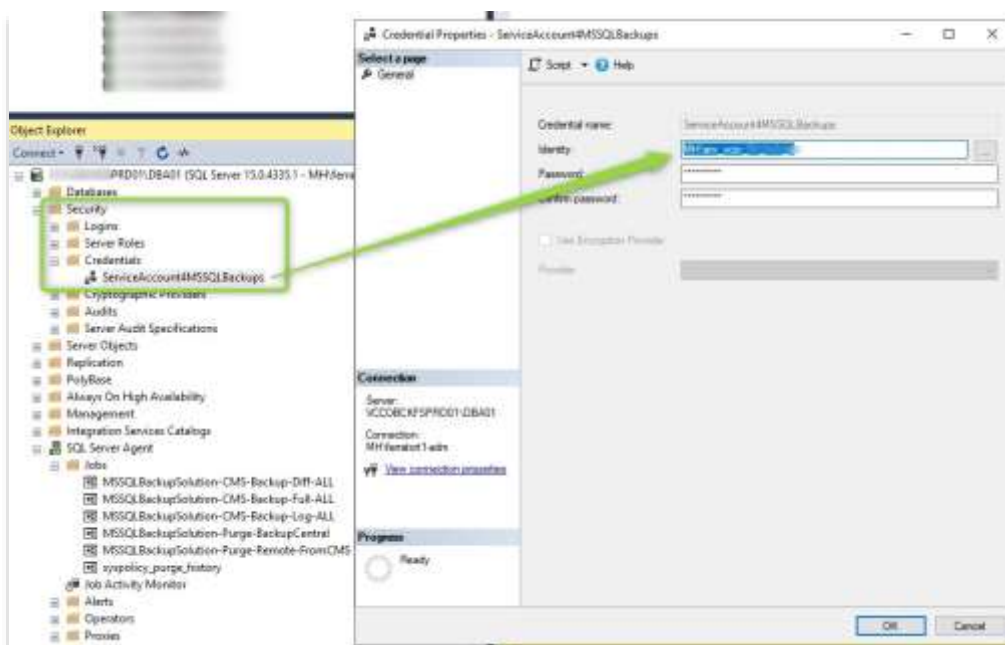 Object Explorer
Connect
PRD01\DBA01 (SQL Server 15.0.4335.1 -
Databases
Security
Logins
Server Roles
Credentials
ServiceAccount4MSSQLBackups
Cryptographic Providers
Audits
Server Audit Specifications
Server Objects
Replication
PolyBase
Always On High Availability
Management
Integration Services Catalogs
SQL Server Agent
Jobs
MSSQLBackupSolution-CMS-Backup-Diff-ALL
MSSQLBackupSolution-CMS-Backup-Full-ALL
MSSQLBackupSolution-CMS-Backup-Log-ALL
MSSQLBackupSolution-Purge-BackupCentral
MSSQLBackupSolution-Purge-Remote-FromCMS
syspolicy_purge_history
Job Activity Monitor
Alerts
Operators
Proxies
Credential Properties - ServiceAccount4MSSQLBackups
Select a page
General
Script
Help
Credential name:
ServiceAccount4MSSQLBackups
Identity:
Password:
Confirm password:
Use Encryption Provider
Provider
Connection
Server:
Connection:
View connection properties
Progress
Ready
OK
Cancel